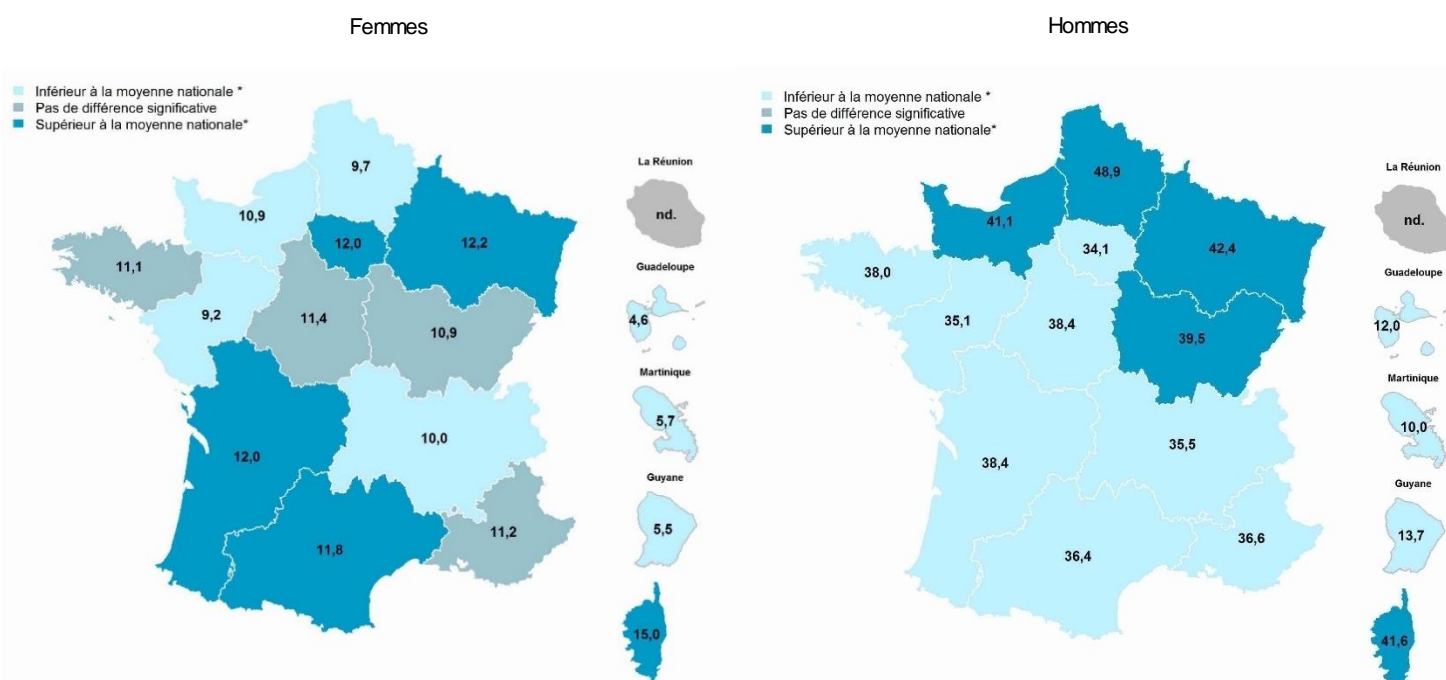 Femmes
Inférieur à la moyenne nationale *
Pas de différence significative
Supérieur à la moyenne nationale*
9,7
10,9
12,0
12,2
11,1
9,2
11,4
10,9
10,0
12,0
11,2
11,8
La Réunion
nd.
Guadeloupe
4,6
Martinique
5,7
Guyane
5,5
15,0
Hommes
Inférieur à la moyenne nationale *
Pas de différence significative
Supérieur à la moyenne nationale*
48,9
41,1
34,1
42,4
38,0
35,1
38,4
39,5
35,5
38,4
36,6
36,4
La Réunion
nd.
Guadeloupe
12,0
Martinique
10,0
Guyane
13,7
41,6